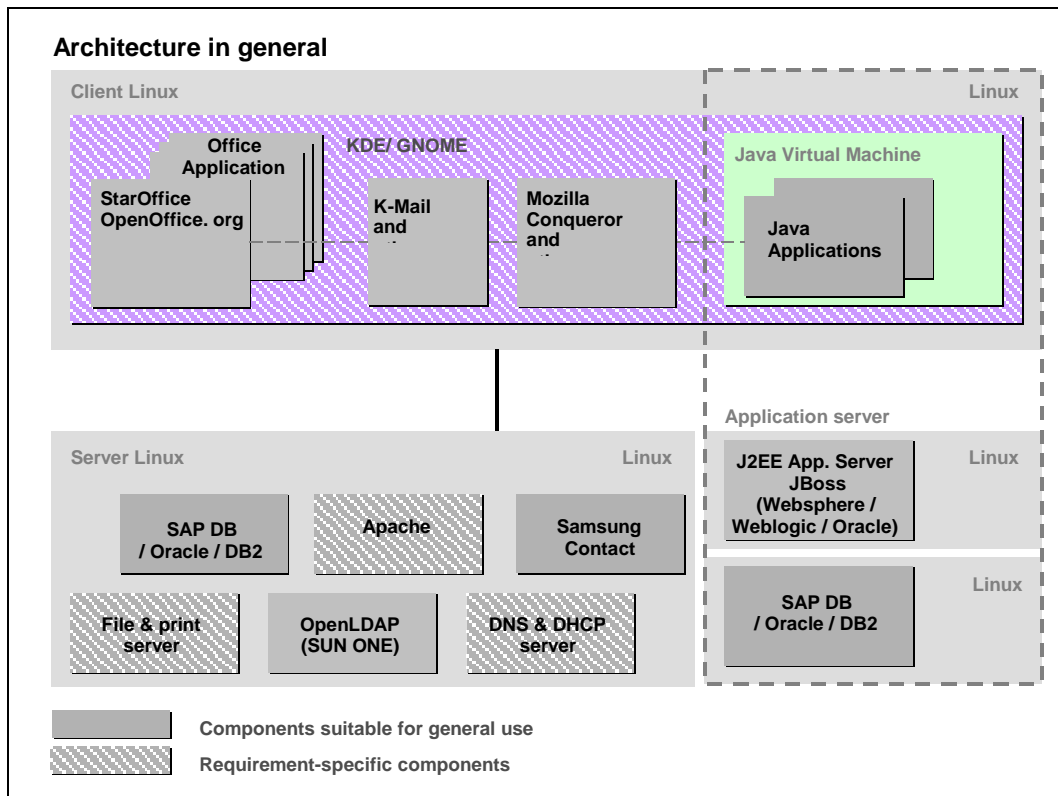 Architecture in general
Client Linux
Linux
Office
Application
KDE/ GNOME
StarOffice
OpenOffice. org
K-Mail
and
Mozilla
Conqueror
and
Java Virtual Machine
Java
Applications
Server Linux
Linux
SAP DB
/ Oracle / DB2
Apache
Samsung
Contact
File & print
server
OpenLDAP
(SUN ONE)
DNS & DHCP
server
Application server
J2EE App. Server
JBoss
(Websphere /
Weblogic / Oracle)
Linux
SAP DB
/ Oracle / DB2
Linux
Components suitable for general use
Requirement-specific components